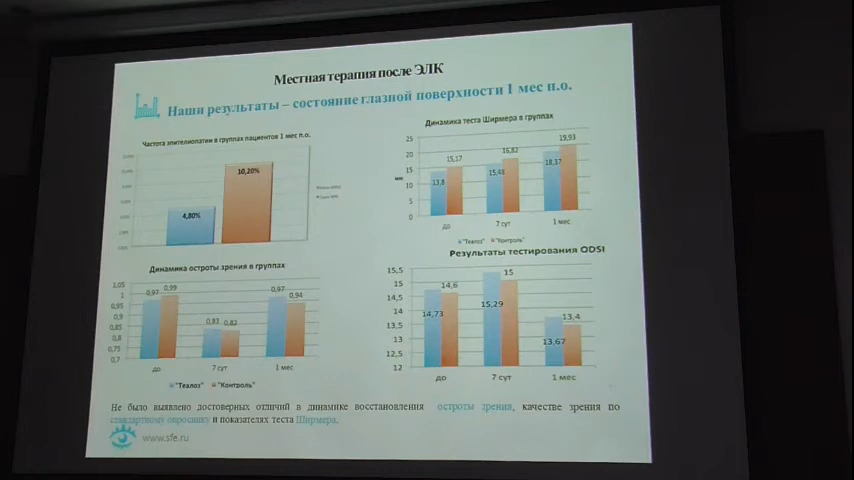 Местная терапия после ЭЛК
Наши результаты – состояние глазной поверхности 1 мес п.о.
Частота эпителиопатии в группах пациентов 1 мес п.о.
4,80%
10,20%
Динамика теста Ширмера в группах
25
20
15
10
5
0
мм
13,8
15,17
15,48
16,82
18,37
19,93
до
7 сут
1 мес
"Теалоз"
"Контроль"
Динамика остроты зрения в группах
1,05
1
0,95
0,9
0,85
0,8
0,75
0,7
0,97
0,99
0,83
0,82
0,97
0,94
до
7 сут
1 мес
"Теалоз"
"Контроль"
Результаты тестирования ODSI
15,5
15
14,5
14
13,5
13
12,5
12
14,73
14,6
15,29
15
13,67
13,4
до
7 сут
1 мес
"Теалоз"
"Контроль"
Не было выявлено достоверных отличий в динамике восстановления остроты зрения, качестве зрения по
стандартному опроснику и показателях теста Ширмера.
www.sfe.ru